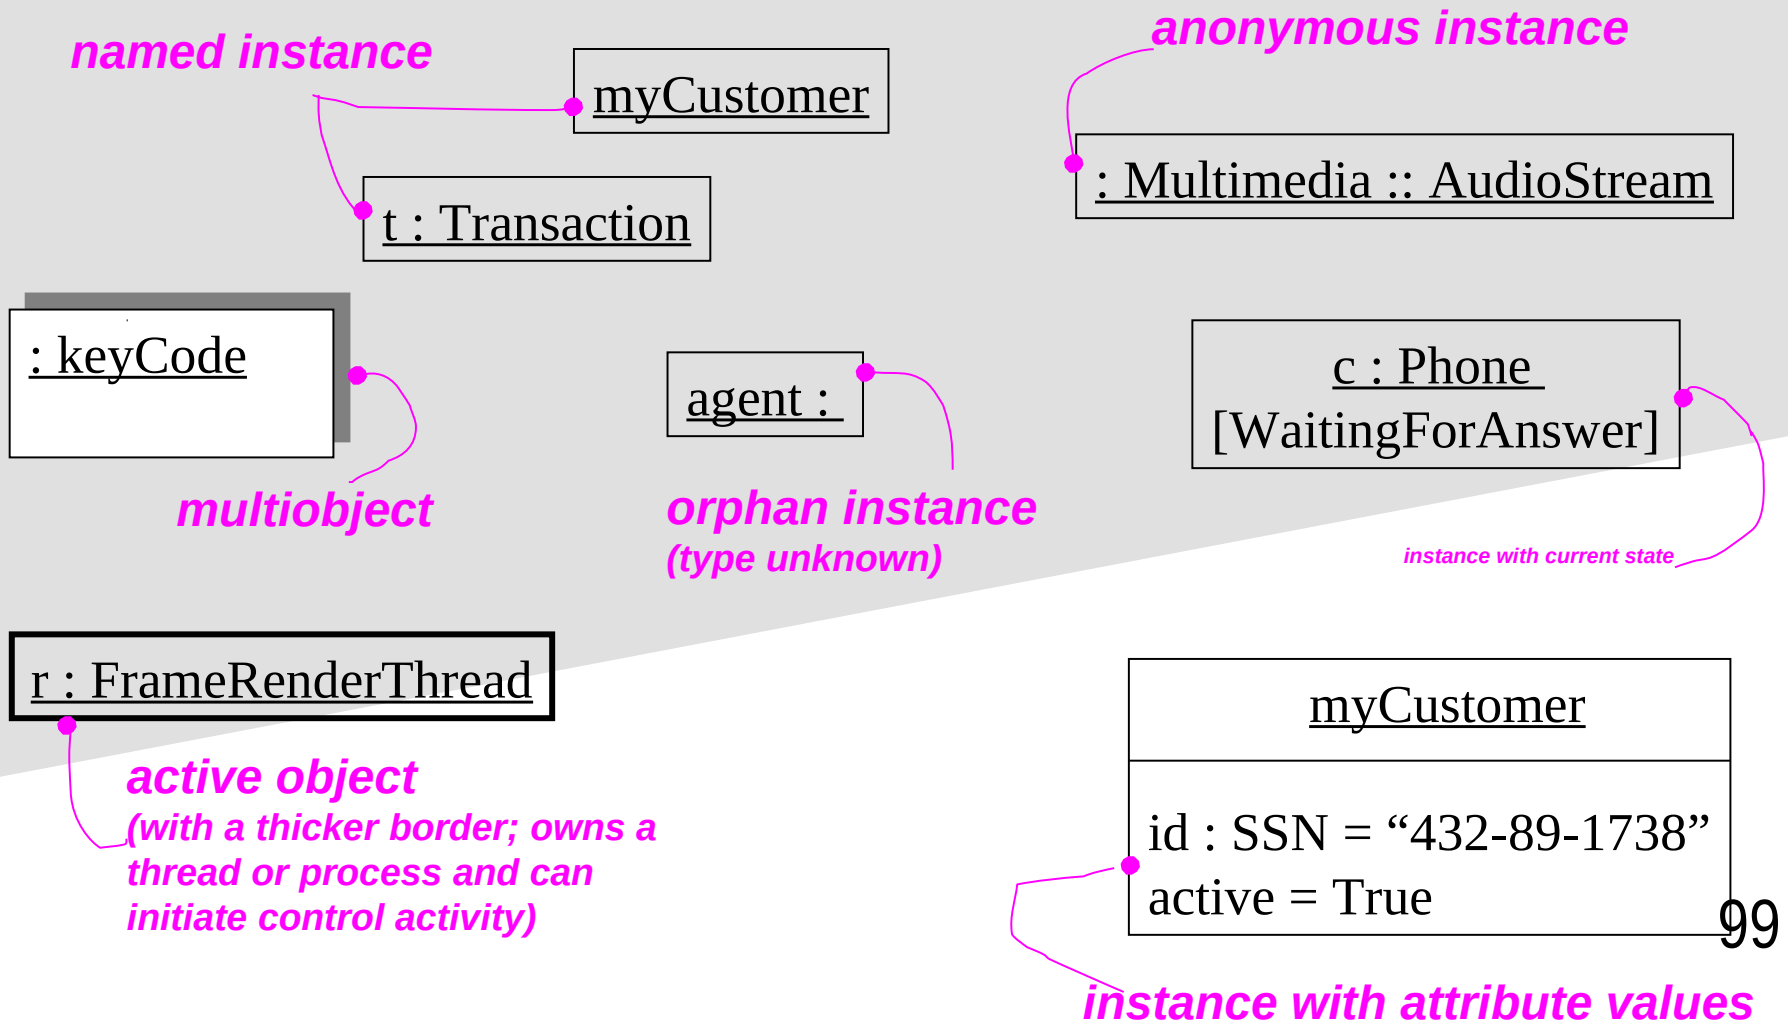 named instance
anonymous instance
myCustomer
: Multimedia :: AudioStream
t : Transaction
: keyCode
agent :
c : Phone
[WaitingForAnswer]
multiobject
orphan instance
(type unknown)
instance with current state
r : FrameRenderThread
myCustomer
active object
(with a thicker border; owns a
thread or process and can
initiate control activity)
id : SSN = “432-89-1738”
active = True
99
instance with attribute values